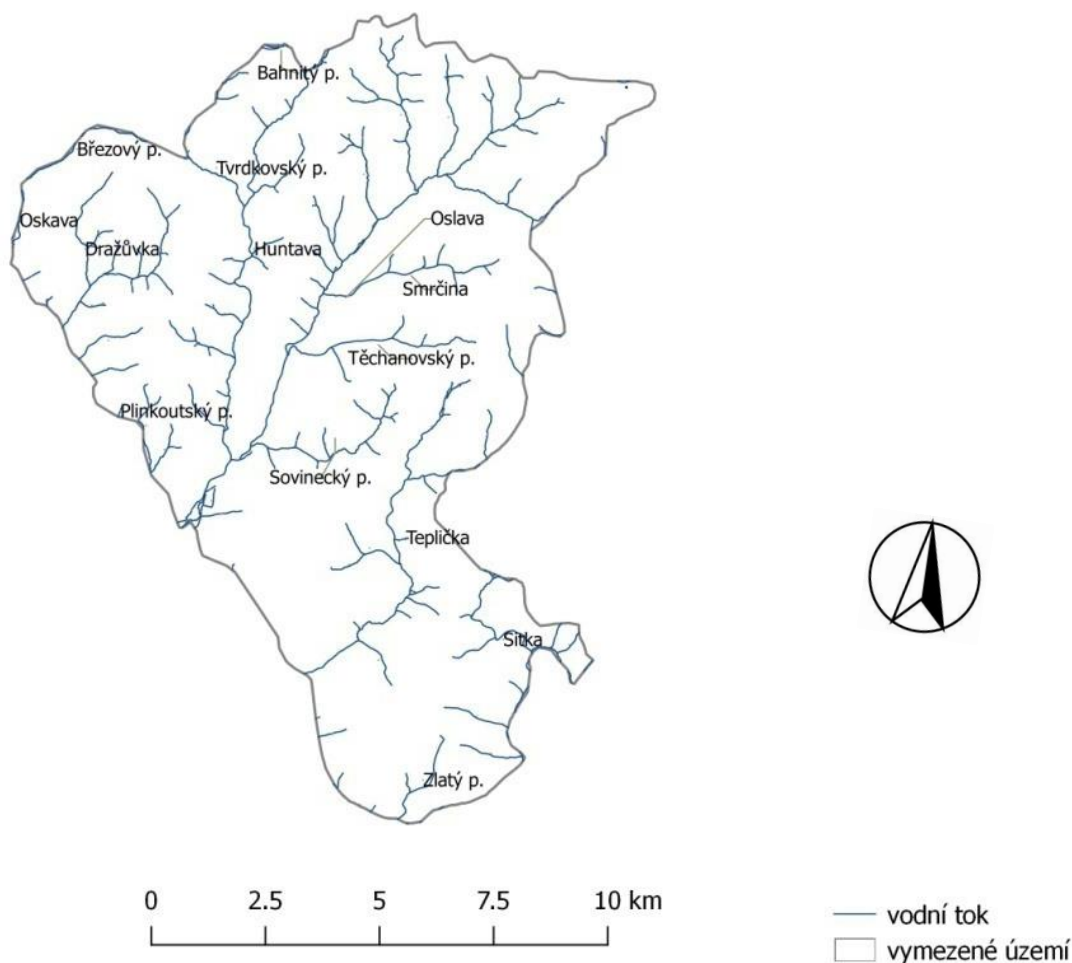 Bahnitý p.
Březový p.
Tvrdkovský p.
Oskava
Oslava
Dražůvka
Huntava
Smrčina
Těchanovský p.
Plinkoutský p.
Sovinecký p.
Teplička
Sitka
Zlatý p.
0 2.5 5 7.5 10 km
vodní tok
vymezené území